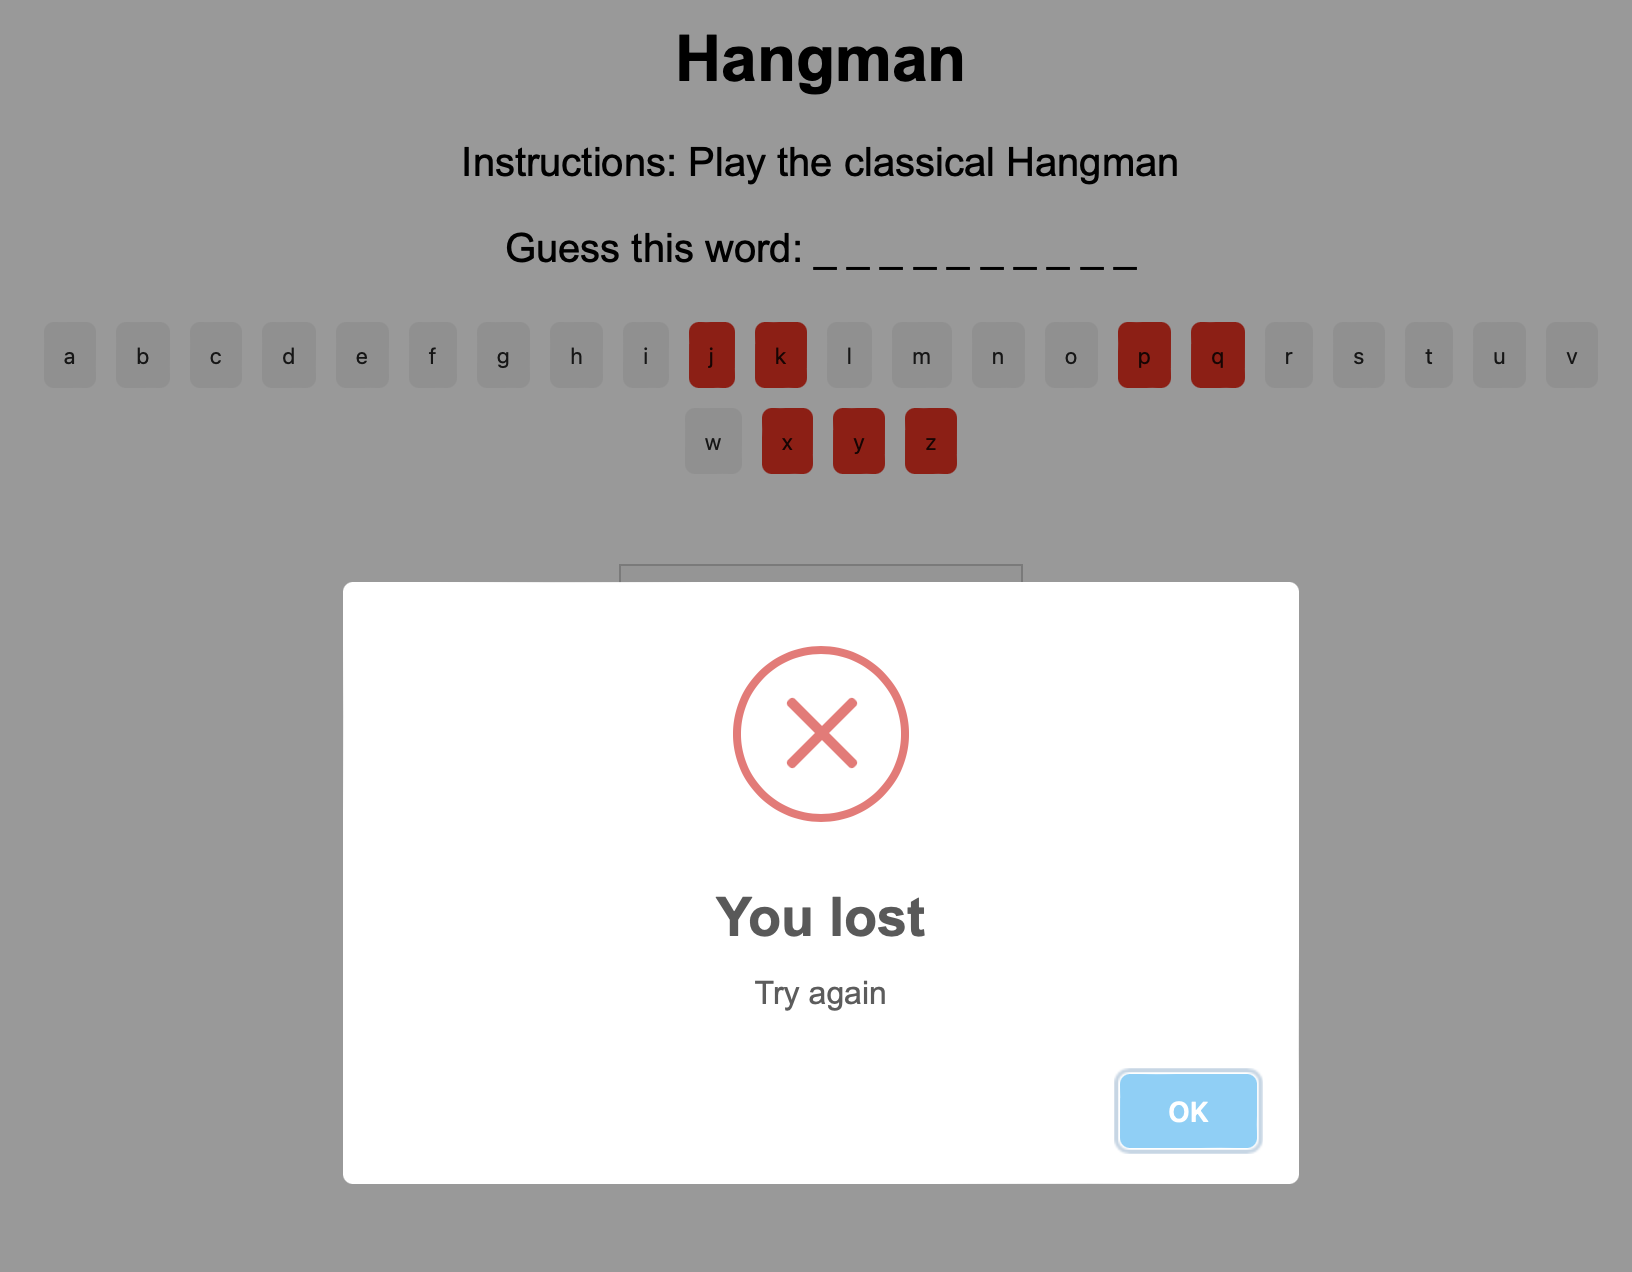 Hangman
Instructions: Play the classical Hangman
Guess this word: _ _ _ _ _ _ _ _ _ _
a b c d e f g h i j k l m n o p q r s t u v
w x y z
You lost
Try again
OK